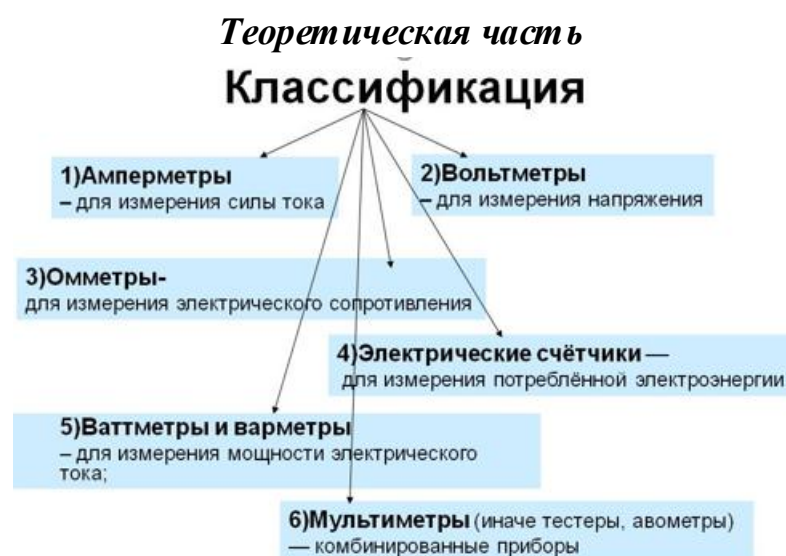 Теоретическая часть
Классификация
1)Амперметры
– для измерения силы тока
2)Вольтметры
– для измерения напряжения
3)Омметры-
для измерения электрического сопротивления
4)Электрические счётчики —
для измерения потреблённой электроэнергии
5)Ваттметры и варметры
– для измерения мощности электрического
тока;
6)Мультиметры (иначе тестеры, авометры)
— комбинированные приборы